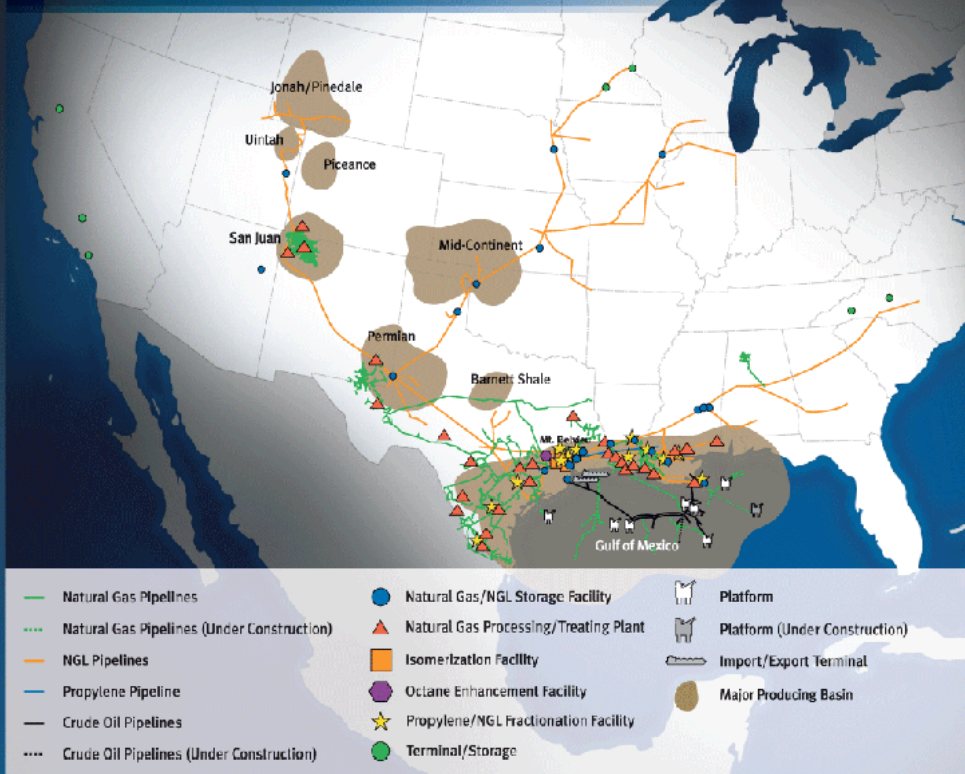 Jonah/Pinedale
Uintah
Piceance
San Juan
Mid-Continent
Permian
Barnett Shale
Mt. Belvieu
Gulf of Mexico
Natural Gas Pipelines
Natural Gas Pipelines (Under Construction)
NGL Pipelines
Propylene Pipeline
Crude Oil Pipelines
Crude Oil Pipelines (Under Construction)
Natural Gas/NGL Storage Facility
Natural Gas Processing/Treating Plant
Isomerization Facility
Octane Enhancement Facility
Propylene/NGL Fractionation Facility
Terminal/Storage
Platform
Platform (Under Construction)
Import/Export Terminal
Major Producing Basin